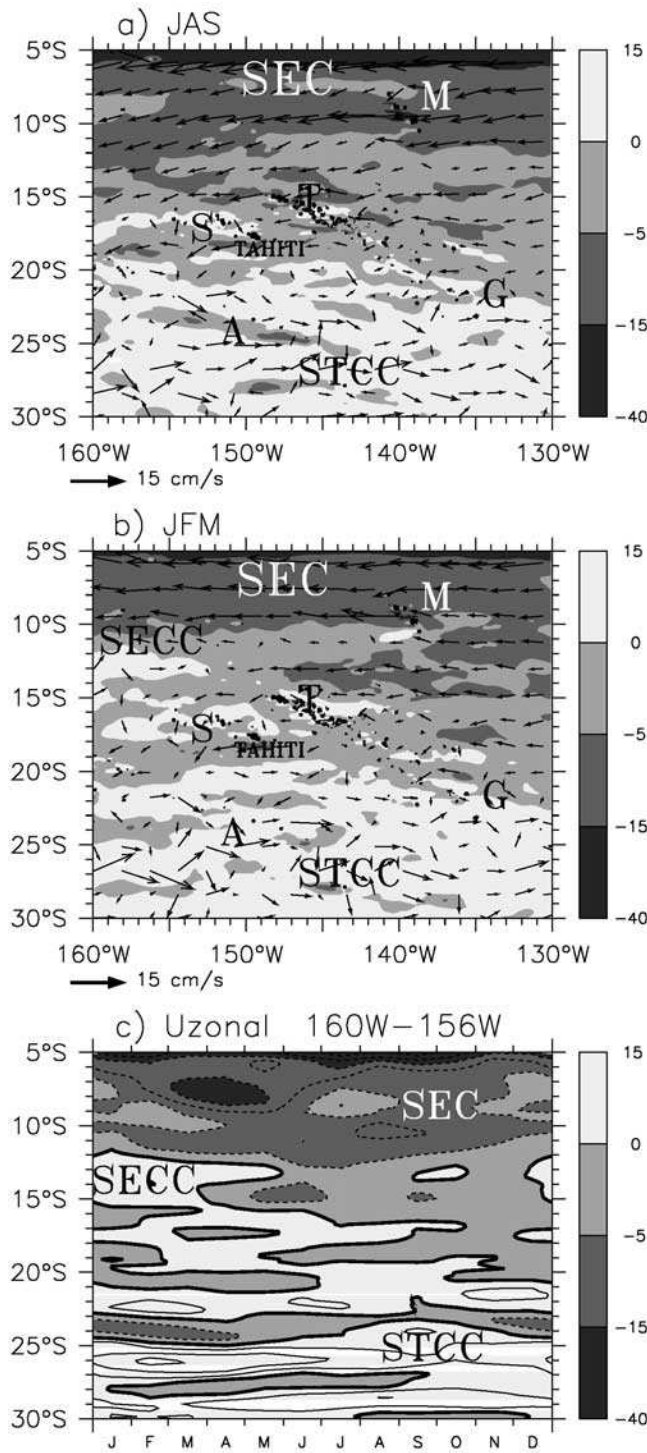 a) JAS
5°S
10°S
15°S
20°S
25°S
30°S
SEC
M
T
S
TAHITI
G
A
STCC
15
0
-5
-15
-40
160°W
150°W
140°W
130°W
15 cm/s
b) JFM
5°S
10°S
15°S
20°S
25°S
30°S
SEC
M
SECC
T
S
TAHITI
G
A
STCC
15
0
-5
-15
-40
160°W
150°W
140°W
130°W
15 cm/s
c) Uzonal 160W-156W
5°S
10°S
15°S
20°S
25°S
30°S
SEC
SECC
STCC
15
0
-5
-15
-40
J F M A M J J A S O N D